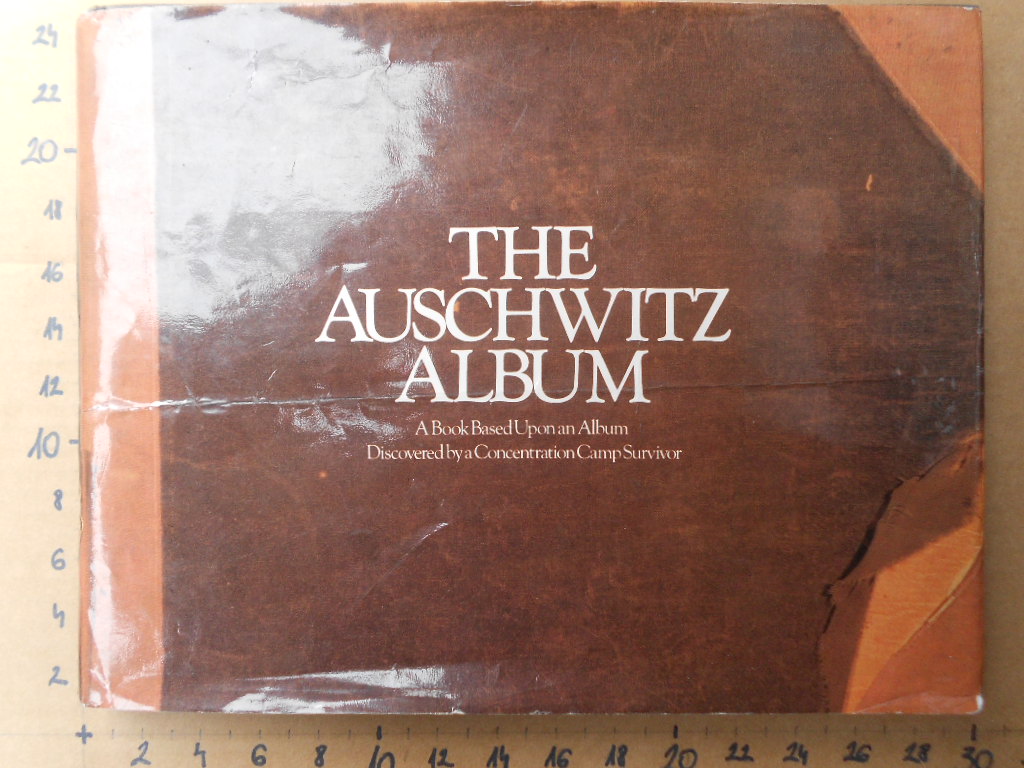 24
22
20
18
16
14
12
10
8
6
4
2
THE
AUSCHWITZ
ALBUM
A Book Based Upon an Album
Discovered by a Concentration Camp Survivor
+ 2 4 6 8 10 12 14 16 18 20 22 24 26 28 30